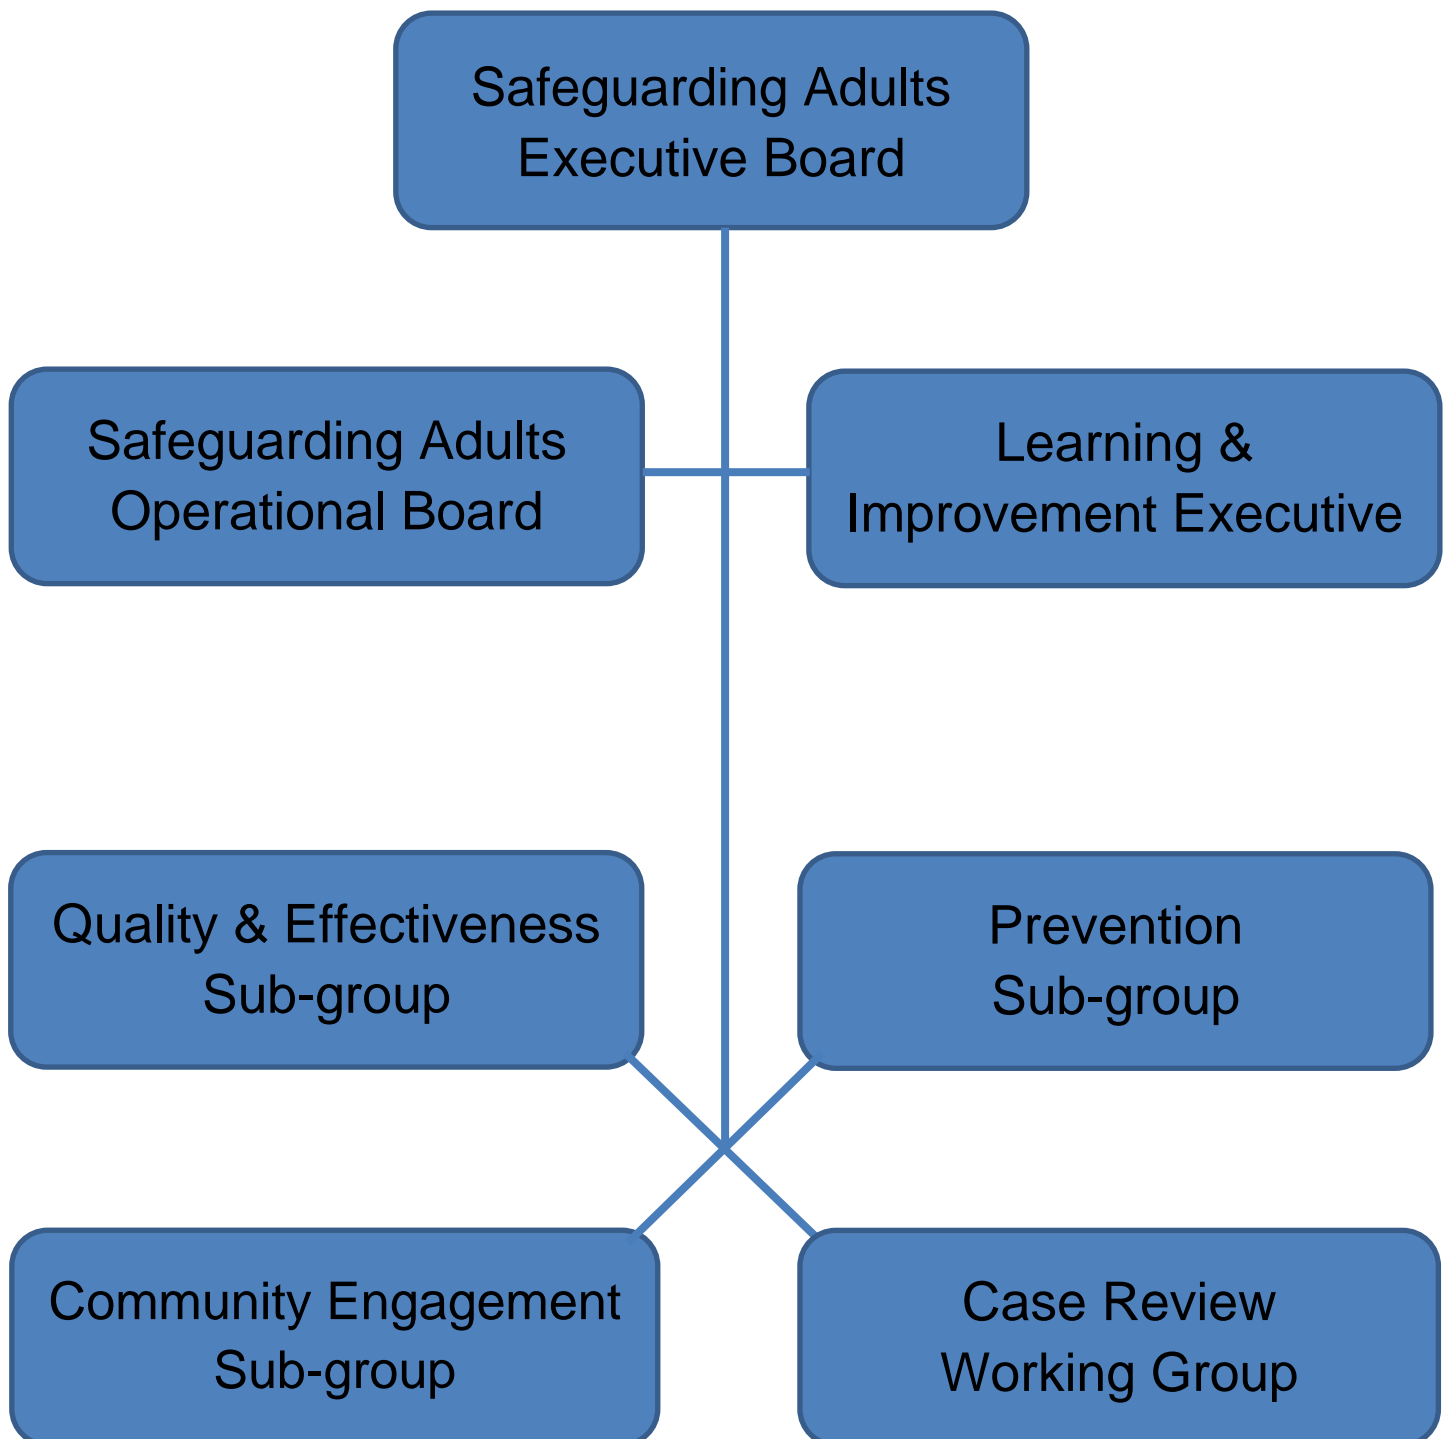 Safeguarding Adults
Executive Board
Safeguarding Adults
Operational Board
Learning &
Improvement Executive
Quality & Effectiveness
Sub-group
Prevention
Sub-group
Community Engagement
Sub-group
Case Review
Working Group